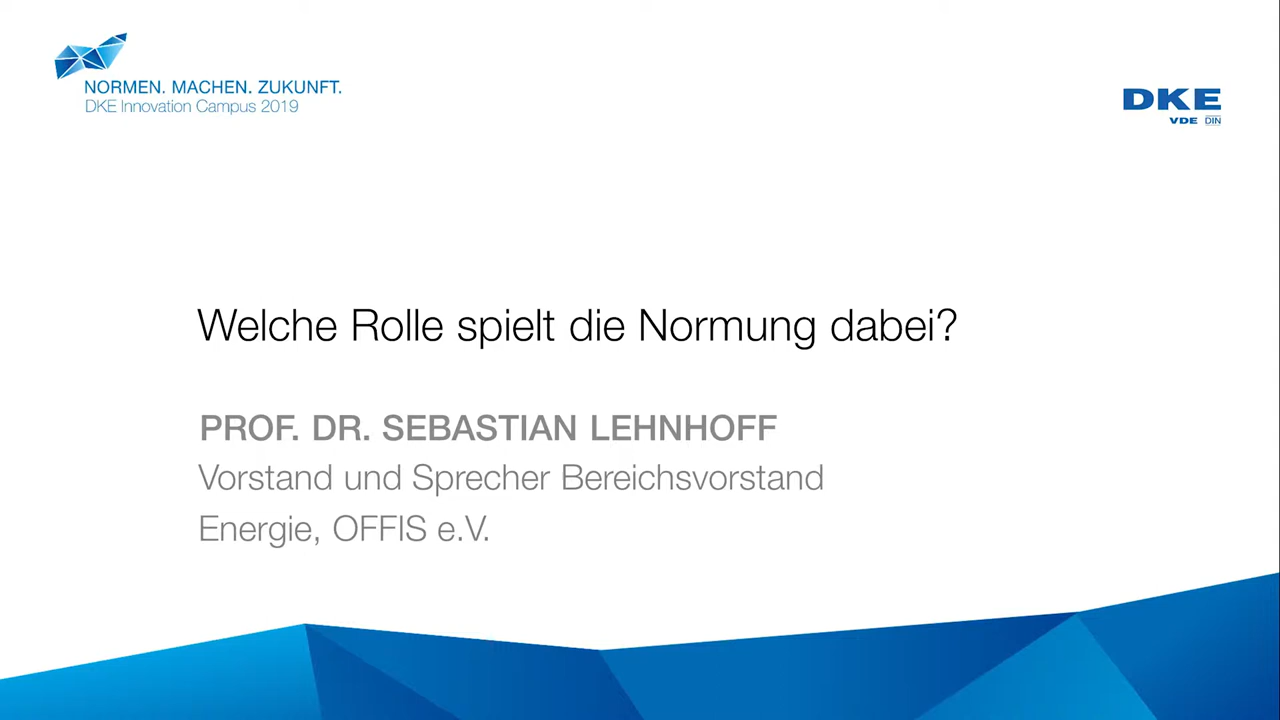 NORMEN. MACHEN. ZUKUNFT.
DKE Innovation Campus 2019
DKE
VDE DIN
Welche Rolle spielt die Normung dabei?
PROF. DR. SEBASTIAN LEHNHOFF
Vorstand und Sprecher Bereichsvorstand
Energie, OFFIS e.V.